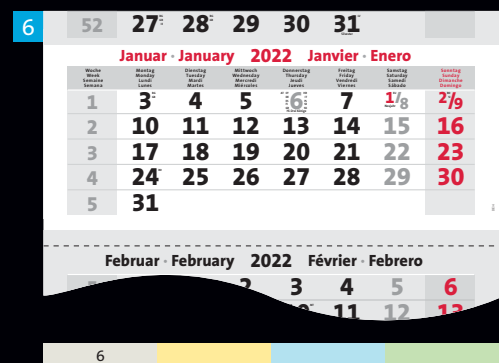 6
52 27 28 29 30 31
Januar · January 2022 Janvier · Enero
Woche Montag Dienstag Mittwoch Donnerstag Freitag Samstag Sonntag
Week Monday Tuesday Wednesday Thursday Friday Saturday Sunday
Semaine Lundi Mardi Mercredi Jeudi Vendredi Samedi Dimanche
Semana Lunes Martes Miércoles Jueves Viernes Sábado Domingo
1 3 4 5 6 7 1/8 2/9
2 10 11 12 13 14 15 16
3 17 18 19 20 21 22 23
4 24 25 26 27 28 29 30
5 31
Februar · February 2022 Février · Febrero
2 3 4 5 6
11 12 13
6